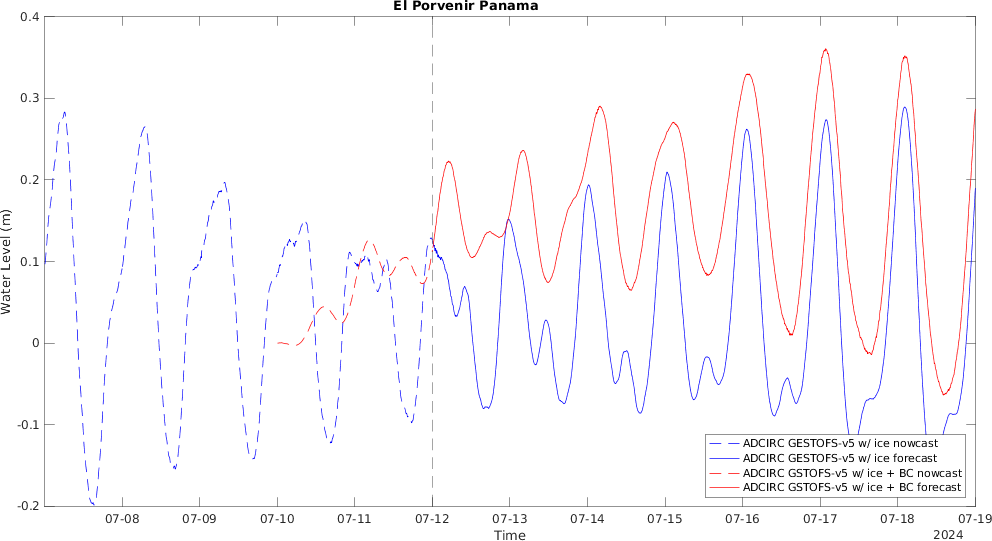 El Porvenir Panama
Water Level (m)
0.4
0.3
0.2
0.1
0
-0.1
-0.2
ADCIRC GESTOFS-v5 w/ ice nowcast
ADCIRC GESTOFS-v5 w/ ice forecast
ADCIRC GSTOFS-v5 w/ ice + BC nowcast
ADCIRC GSTOFS-v5 w/ ice + BC forecast
07-08 07-09 07-10 07-11 07-12 07-13 07-14 07-15 07-16 07-17 07-18 07-19
Time
2024